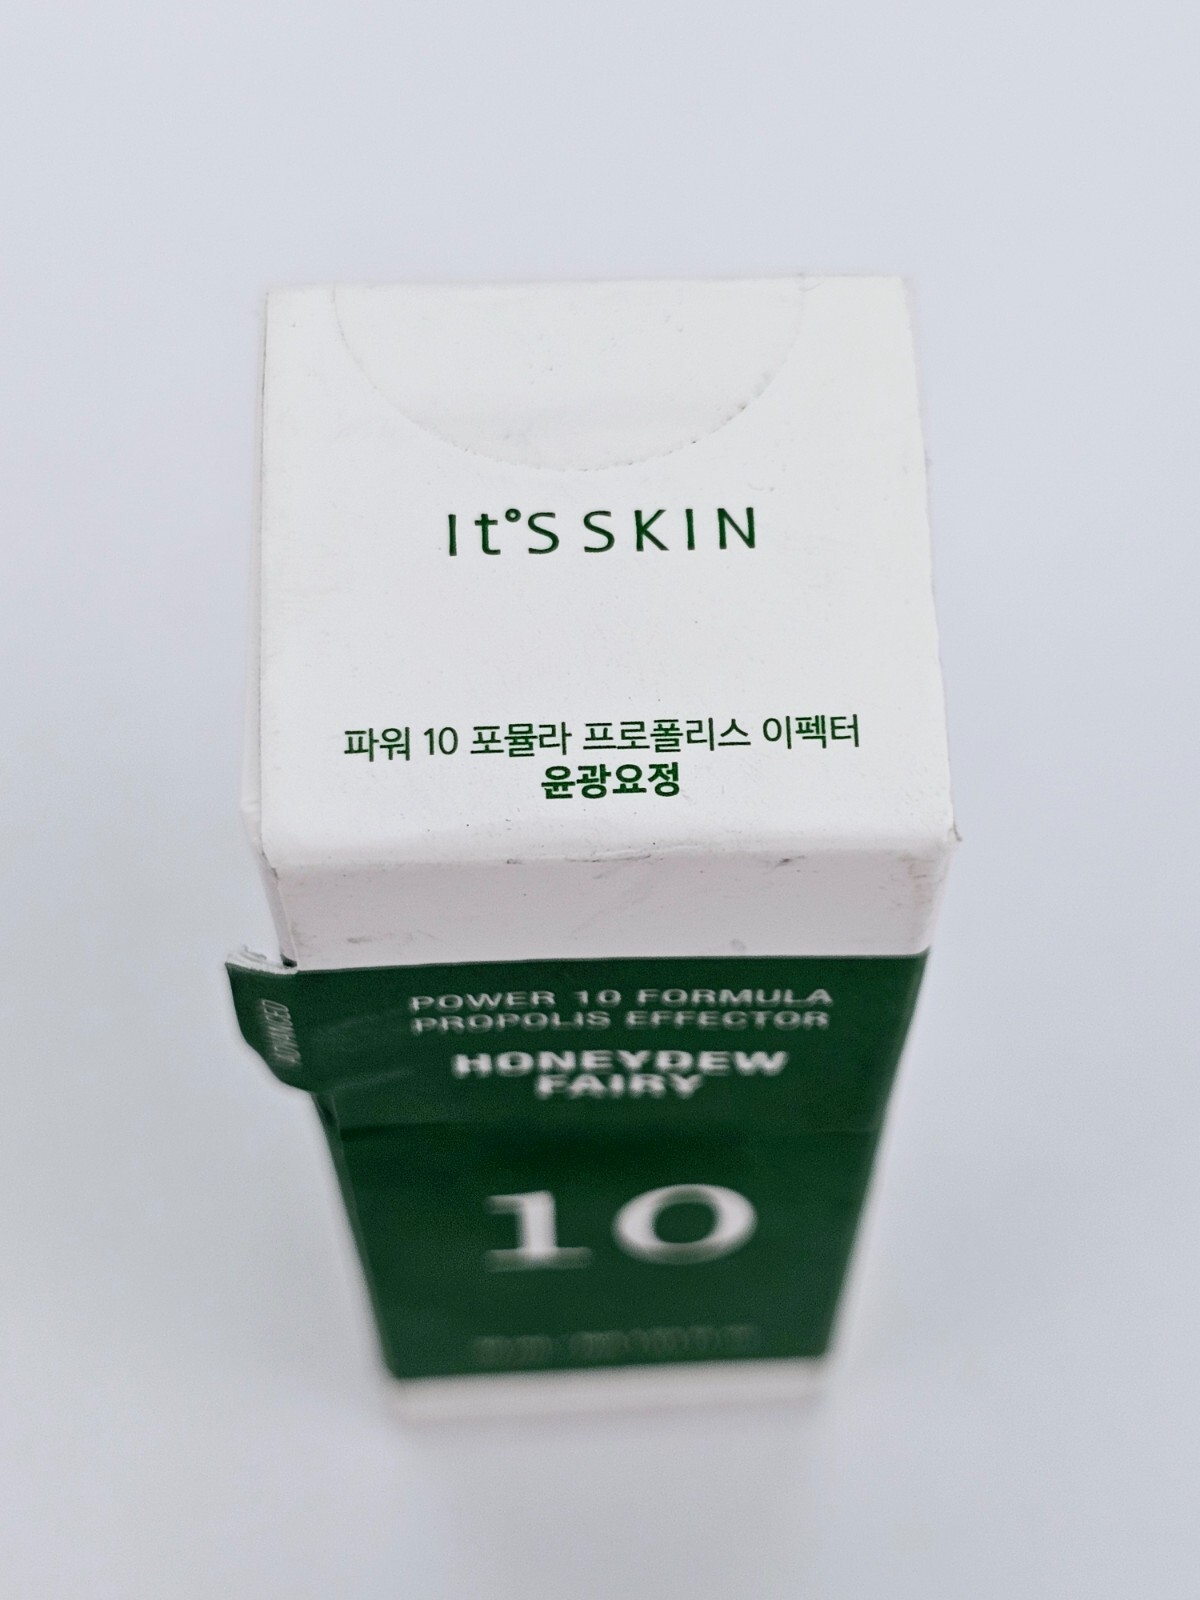 It°S SKIN
파워 10 포뮬라 프로폴리스 이펙터
윤광요정
ADVANCED
POWER 10 FORMULA
PROPOLIS EFFECTOR
HONEYDEW
FAIRY
10